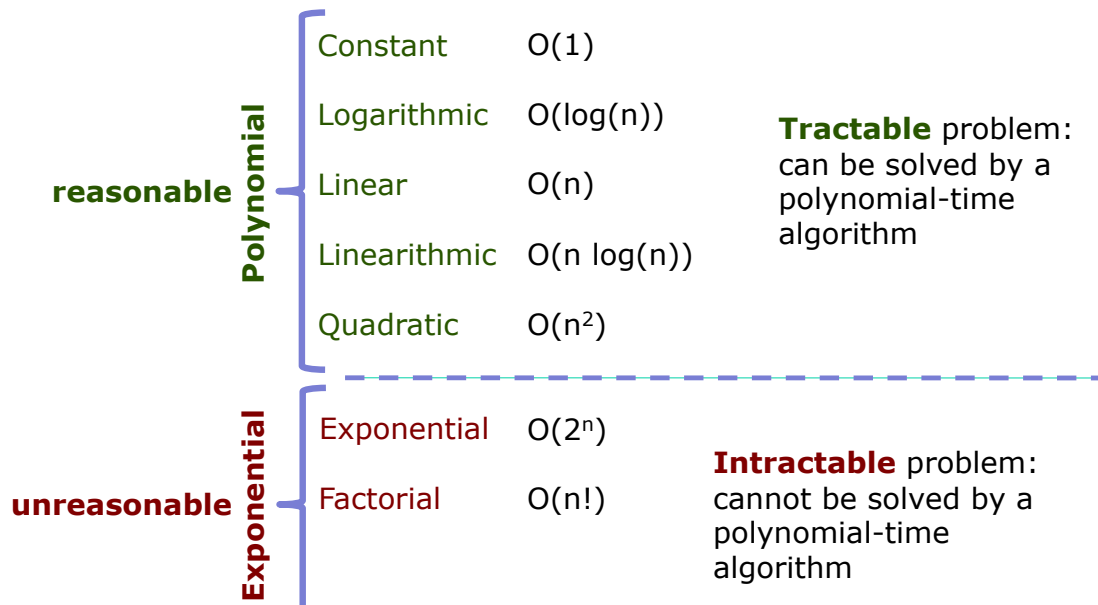 reasonable
Polynomial
Constant O(1)
Logarithmic O(log(n))
Linear O(n)
Linearithmic O(n log(n))
Quadratic O(n²)
Tractable problem:
can be solved by a
polynomial-time
algorithm
unreasonable
Exponential
Exponential O(2ⁿ)
Factorial O(n!)
Intractable problem:
cannot be solved by a
polynomial-time
algorithm